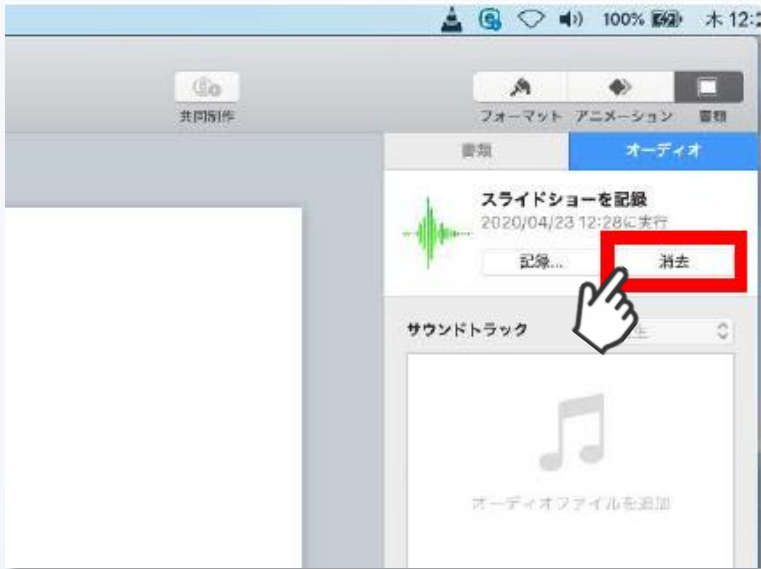 100% 木 12:
共同制作
フォーマット アニメーション 書類
書類 オーディオ
スライドショーを記録
2020/04/23 12:28に実行
記録... 消去
サウンドトラック
オーディオファイルを追加